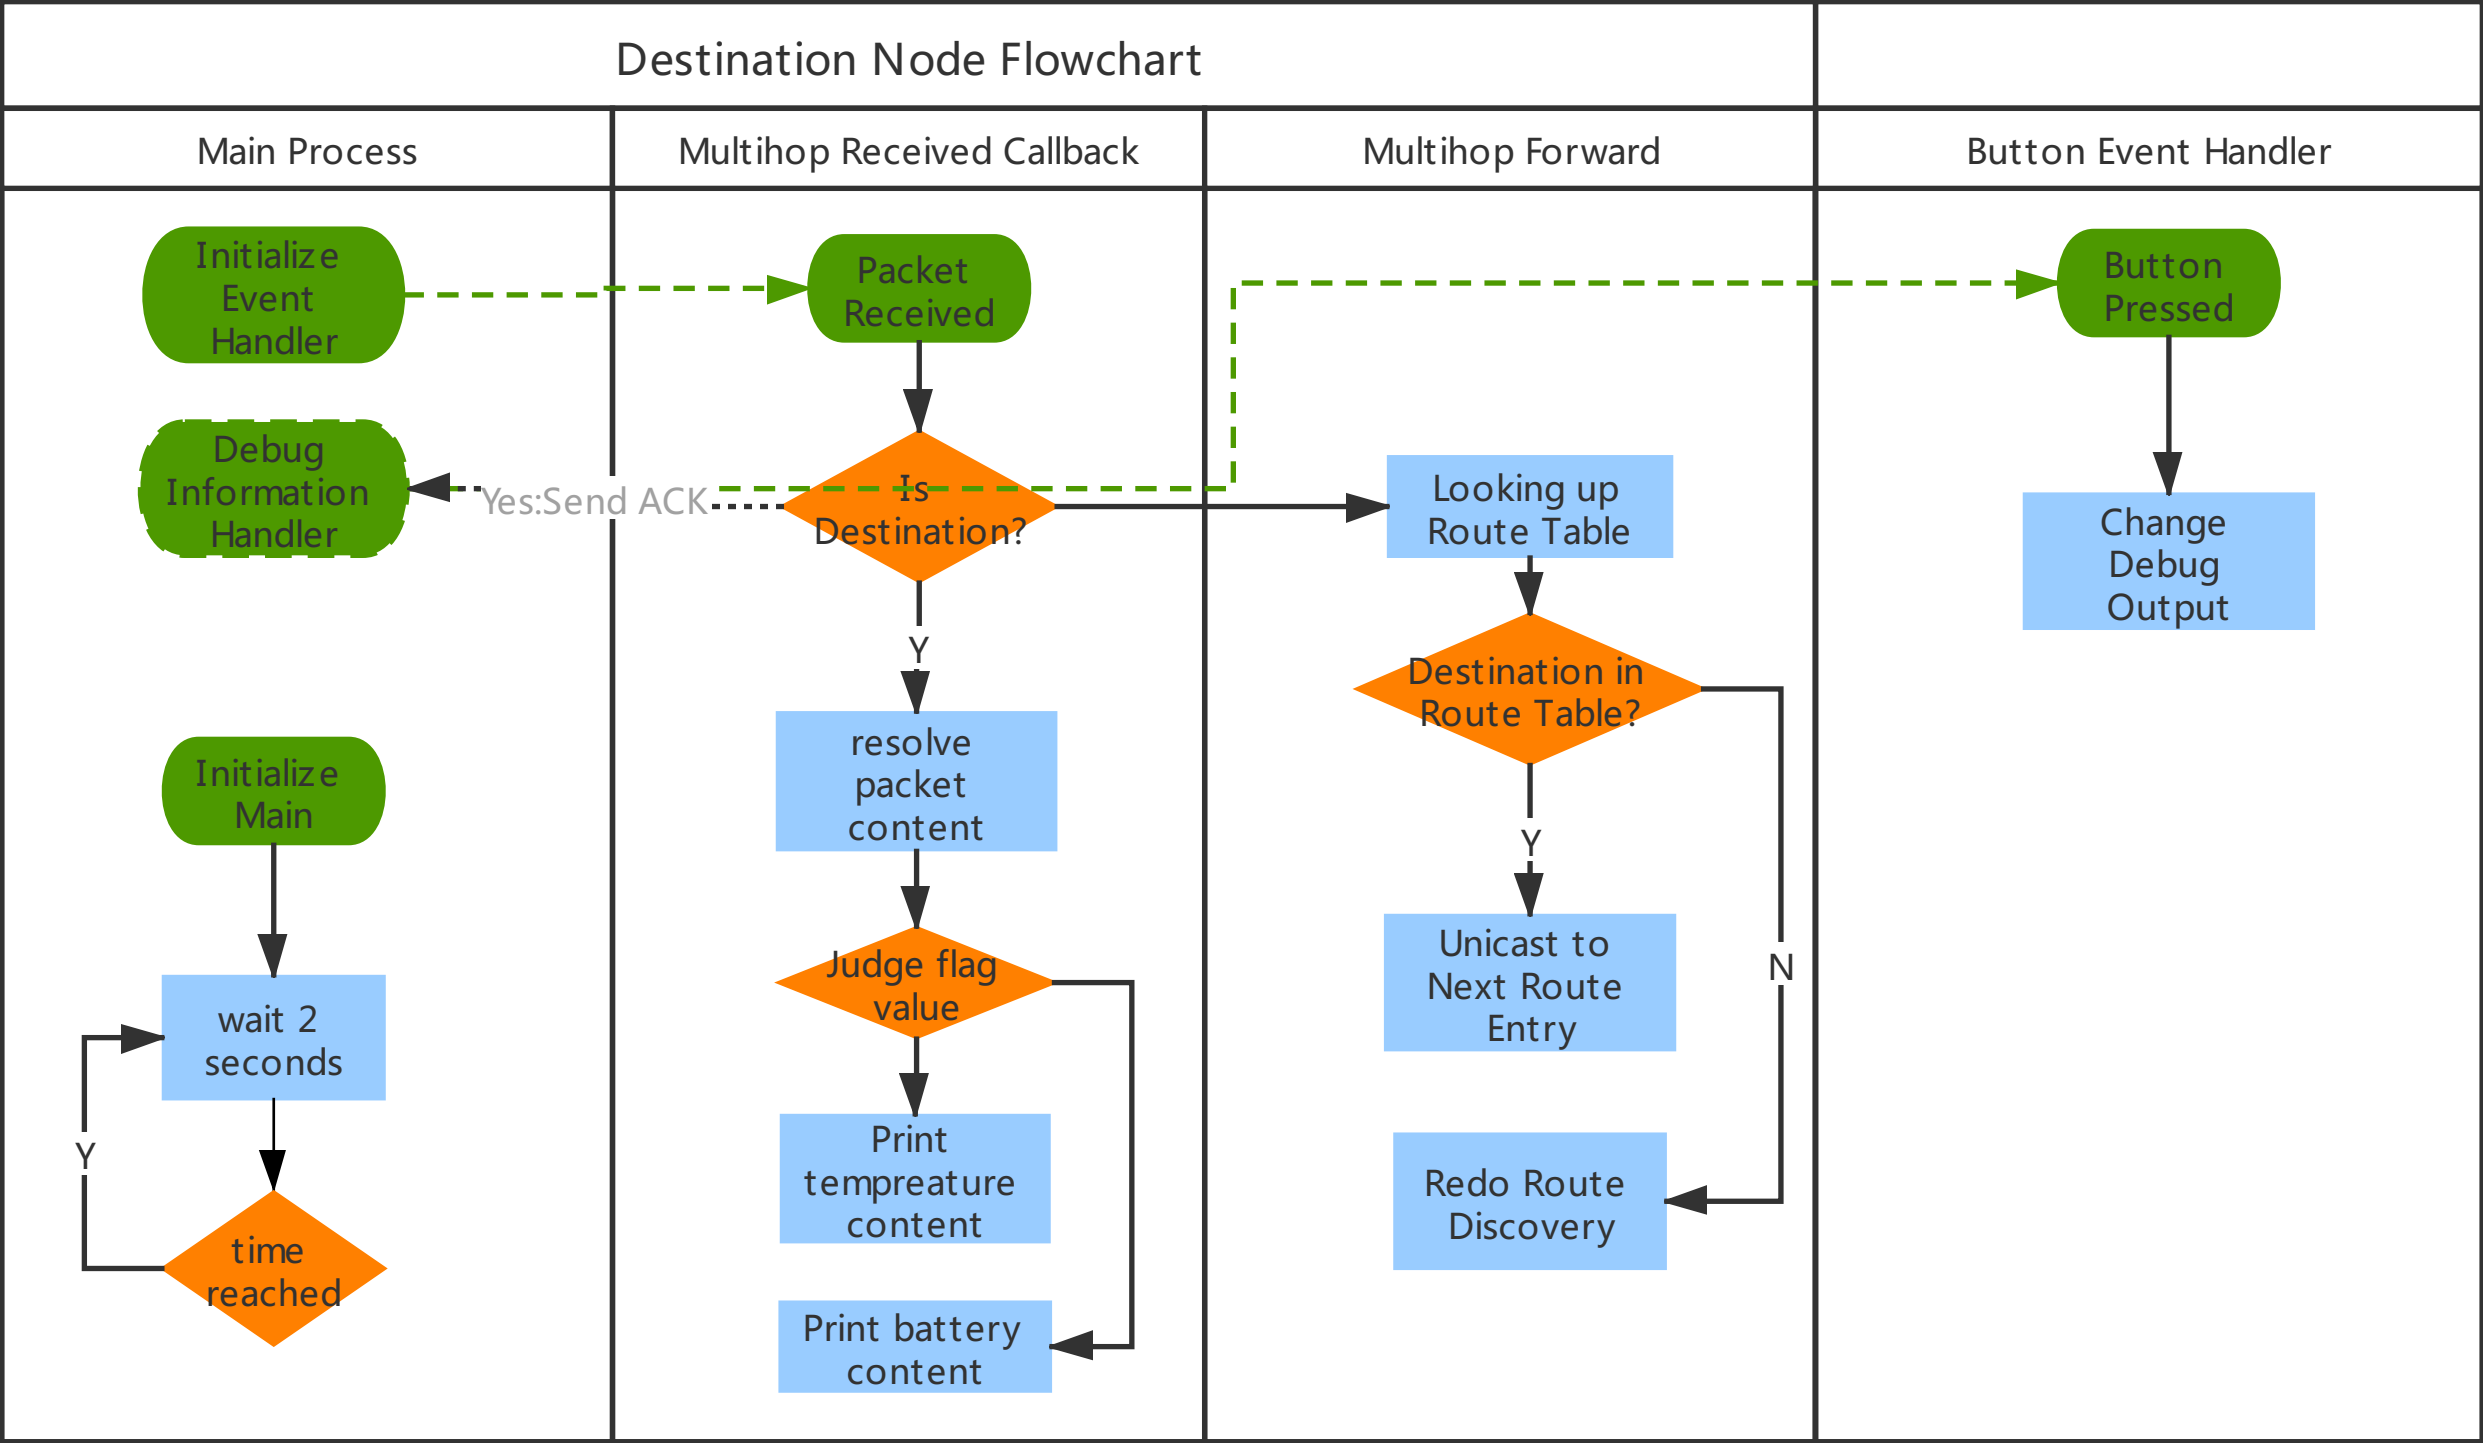 Destination Node Flowchart
Main Process
Multihop Received Callback
Multihop Forward
Button Event Handler
Initialize
Event
Handler
Debug
Information
Handler
Initialize
Main
wait 2
seconds
Y
time
reached
Packet
Received
Yes:Send ACK
Is
Destination?
Y
resolve
packet
content
Judge flag
value
Print
tempreature
content
Print battery
content
Looking up
Route Table
Destination in
Route Table?
Y
N
Unicast to
Next Route
Entry
Redo Route
Discovery
Button
Pressed
Change
Debug
Output